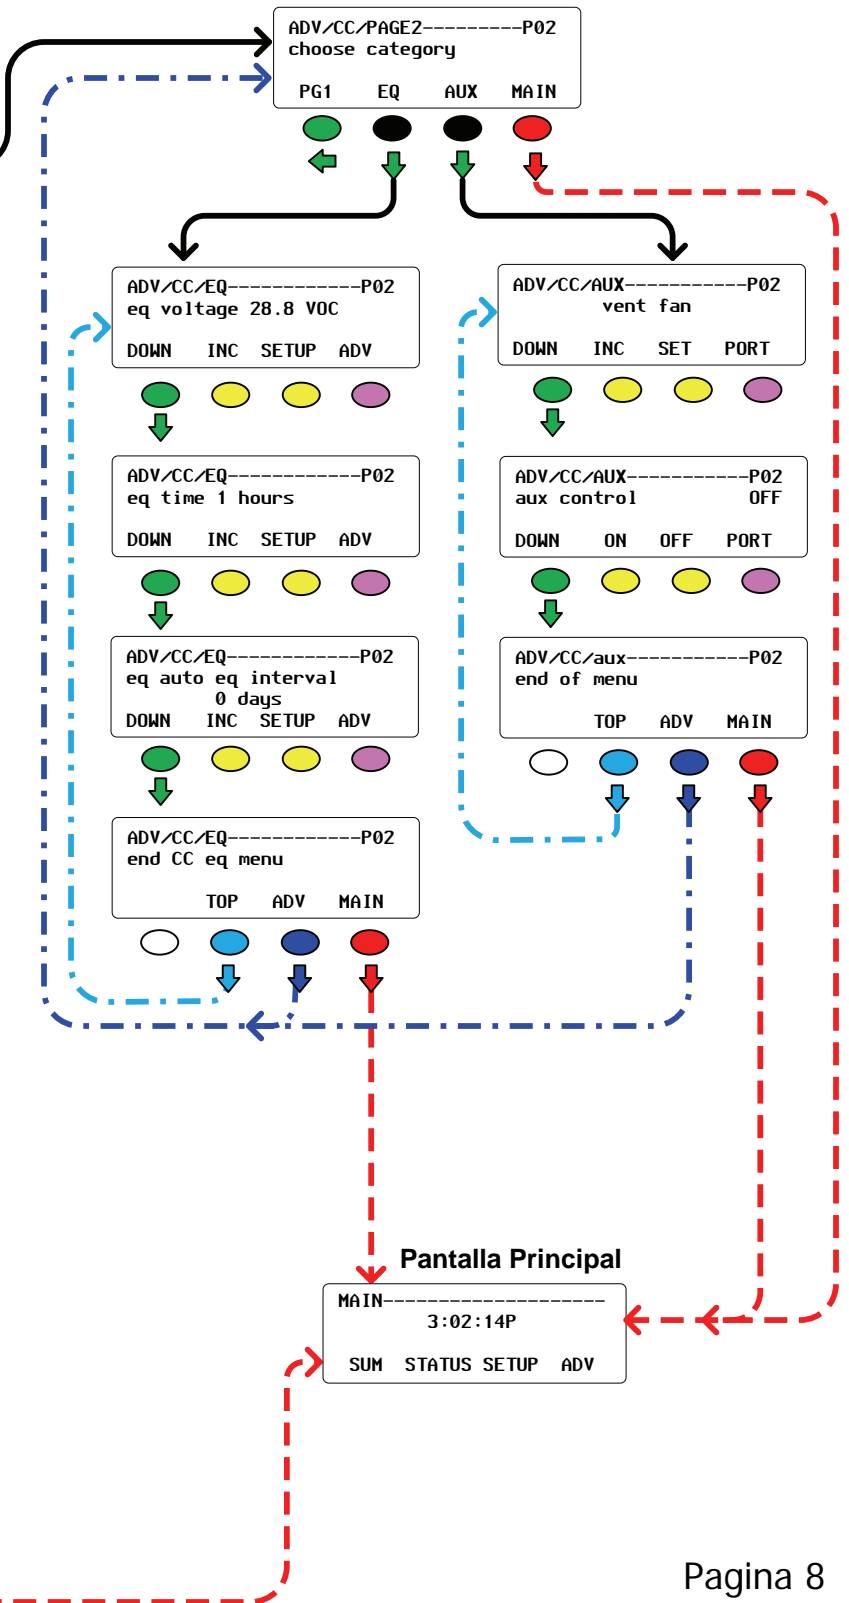 ADV/CC/PAGE2---------P02
choose category
PG1 EQ AUX MAIN
ADV/CC/EQ------------P02
eq voltage 28.8 VOC
DOWN INC SETUP ADV
ADV/CC/EQ------------P02
eq time 1 hours
DOWN INC SETUP ADV
ADV/CC/EQ------------P02
eq auto eq interval
0 days
DOWN INC SETUP ADV
ADV/CC/EQ------------P02
end CC eq menu
TOP ADV MAIN
ADV/CC/AUX-----------P02
vent fan
DOWN INC SET PORT
ADV/CC/AUX-----------P02
aux control OFF
DOWN ON OFF PORT
ADV/CC/aux-----------P02
end of menu
TOP ADV MAIN
Pantalla Principal
MAIN--------------------
3:02:14P
SUM STATUS SETUP ADV
Pagina 8